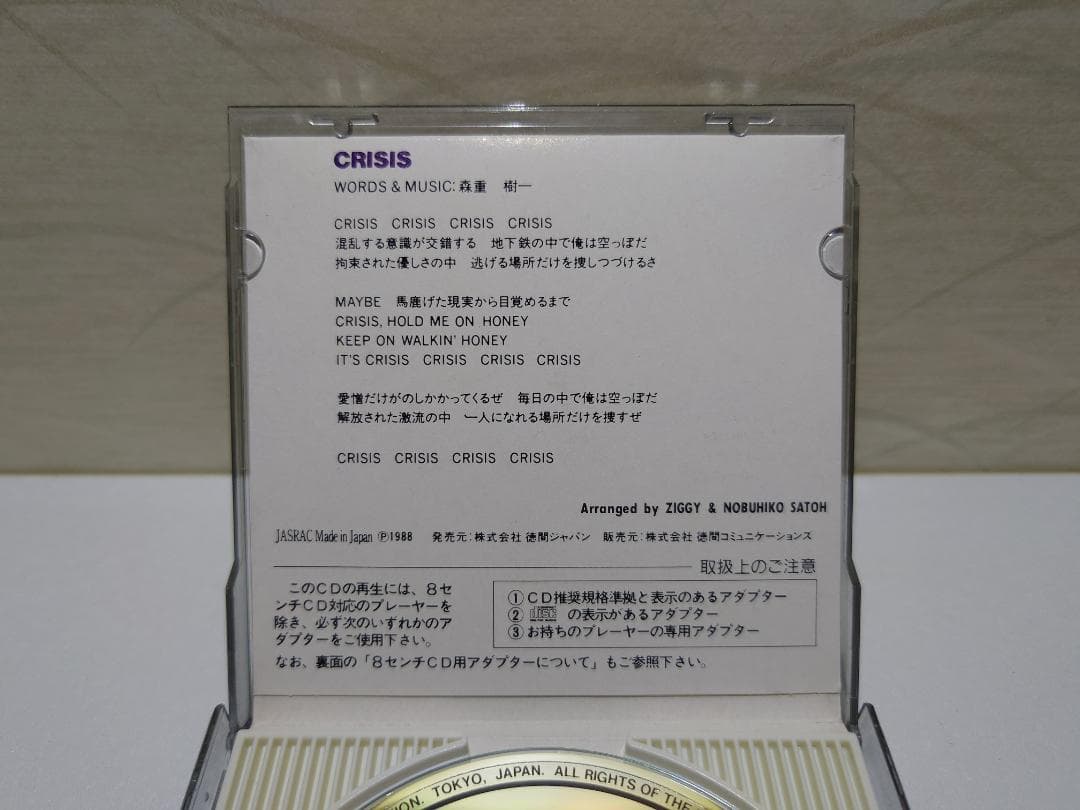 CRISIS
WORDS & MUSIC: 森重 樹一
CRISIS CRISIS CRISIS CRISIS
混乱する意識が交錯する 地下鉄の中で俺は空っぽだ
拘束された優しさの中 逃げる場所だけを捜しつづけるさ
MAYBE 馬鹿げた現実から目覚めるまで
CRISIS, HOLD ME ON HONEY
KEEP ON WALKIN' HONEY
IT'S CRISIS CRISIS CRISIS CRISIS
愛憎だけがのしかかってくるぜ 毎日の中で俺は空っぽだ
解放された激流の中 一人になれる場所だけを捜すぜ
CRISIS CRISIS CRISIS CRISIS
Arranged by ZIGGY & NOBUHIKO SATOH
JASRAC Made in Japan Ⓟ1988 発売元:株式会社 徳間ジャパン 販売元:株式会社 徳間コミュニケーションズ
取扱上のご注意
このCDの再生には、8セ
ンチCD対応のプレーヤーを
除き、必ず次のいずれかのア
ダプターをご使用下さい。
①CD推奨規格準拠と表示のあるアダプター
② disc の表示があるアダプター
③お持ちのプレーヤーの専用アダプター
なお、裏面の「8センチCD用アダプターについて」もご参照下さい。
ION. TOKYO, JAPAN. ALL RIGHTS OF THE